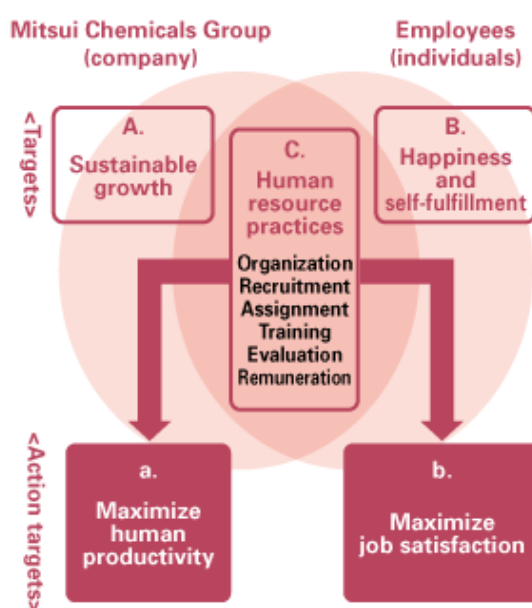 Mitsui Chemicals Group
(company)
Employees
(individuals)
<Targets>
A.
Sustainable
growth
C.
Human
resource
practices
Organization
Recruitment
Assignment
Training
Evaluation
Remuneration
B.
Happiness
and
self-fulfillment
<Action targets>
a.
Maximize
human
productivity
b.
Maximize
job satisfaction